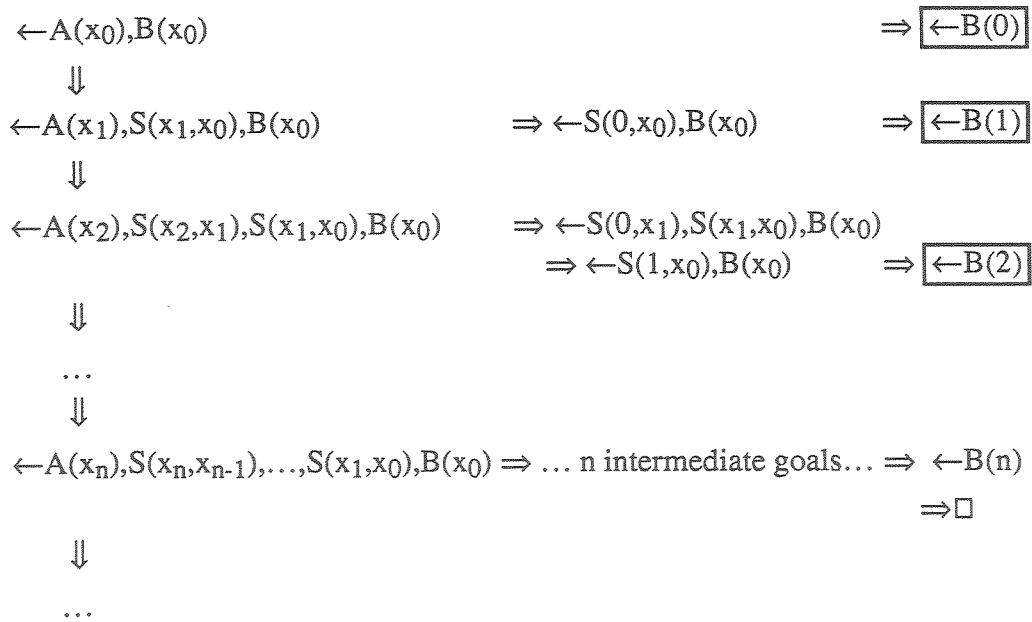 ←A(x₀),B(x₀) ⇒ ←B(0)
⇓
←A(x₁),S(x₁,x₀),B(x₀) ⇒ ←S(0,x₀),B(x₀) ⇒ ←B(1)
⇓
←A(x₂),S(x₂,x₁),S(x₁,x₀),B(x₀) ⇒ ←S(0,x₁),S(x₁,x₀),B(x₀)
⇒ ←S(1,x₀),B(x₀) ⇒ ←B(2)
⇓
…
⇓
←A(xₙ),S(xₙ,xₙ₋₁),…,S(x₁,x₀),B(x₀) ⇒ … n intermediate goals… ⇒ ←B(n)
⇒□
⇓
…